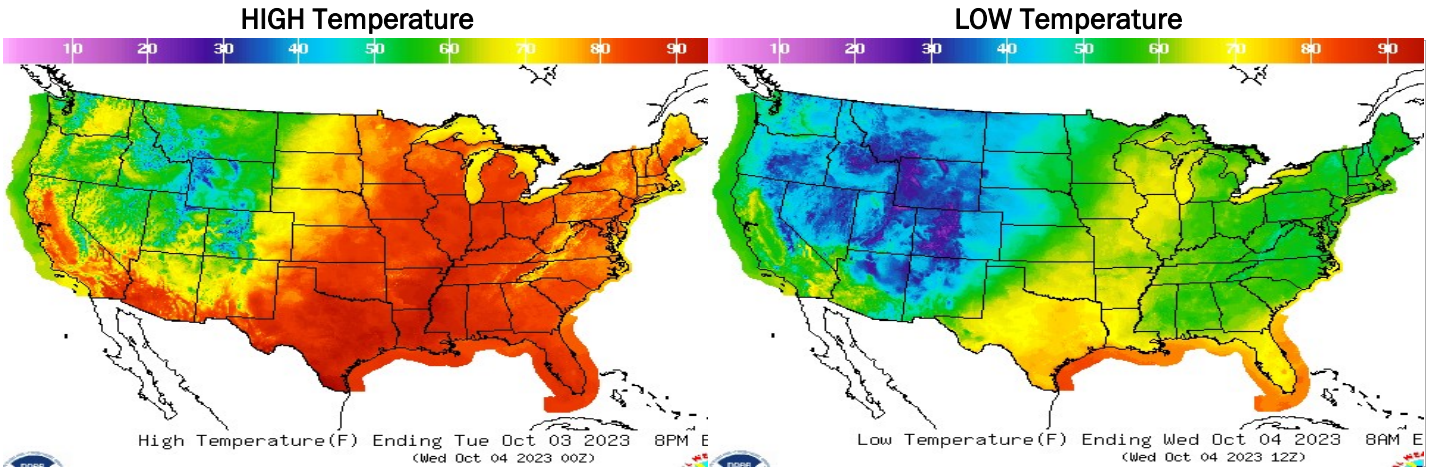 HIGH Temperature
LOW Temperature
10 20 30 40 50 60 70 80 90
10 20 30 40 50 60 70 80 90
High Temperature(F) Ending Tue Oct 03 2023 8PM E
(Wed Oct 04 2023 00Z)
Low Temperature(F) Ending Wed Oct 04 2023 8AM E
(Wed Oct 04 2023 12Z)